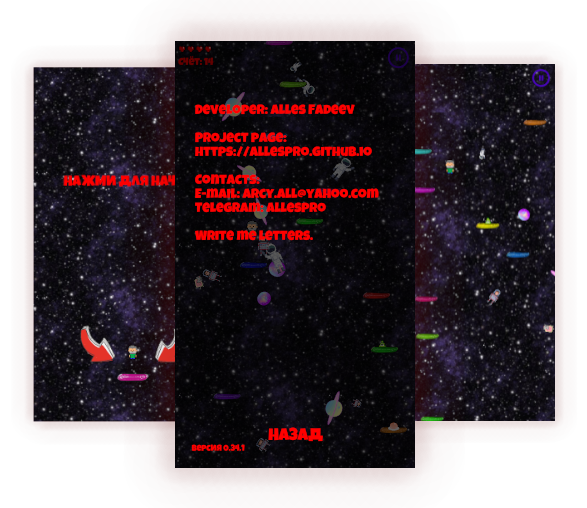 Счёт: 14
НАЖМИ ДЛЯ НАЧ
Developer: Alles Fadeev
Project page:
https://allespro.github.io
Contacts:
E-mail: arcy.all@yahoo.com
Telegram: allespro
Write me letters.
НАЗАД
Версия 0.34.1